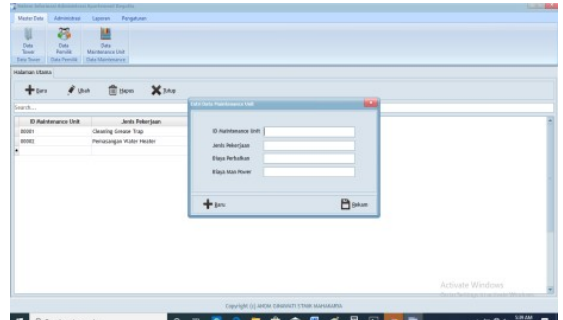 Master Data Administrasi Laporan Pengaturan
Data Tower
Data Pemilik
Data Maintenance Unit
Data Tower Data Pemilik Data Maintenance
Halaman Utama
Baru Ubah Hapus Tutup
Search...
ID Maintenance Unit Jenis Pekerjaan
00001 Cleaning Grease Trap
00002 Pemasangan Water Heater
Edit Data Maintenance Unit
ID Maintenance Unit
Jenis Pekerjaan
Biaya Perbaikan
Biaya Man Power
Baru Rekam
Activate Windows